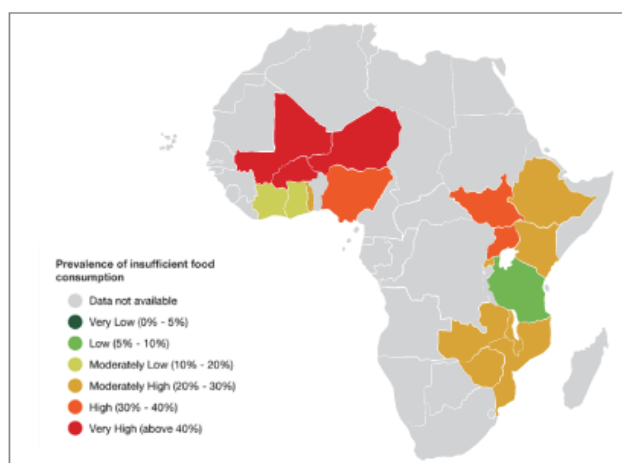 Prevalence of insufficient food
consumption
Data not available
Very Low (0% - 5%)
Low (5% - 10%)
Moderately Low (10% - 20%)
Moderately High (20% - 30%)
High (30% - 40%)
Very High (above 40%)